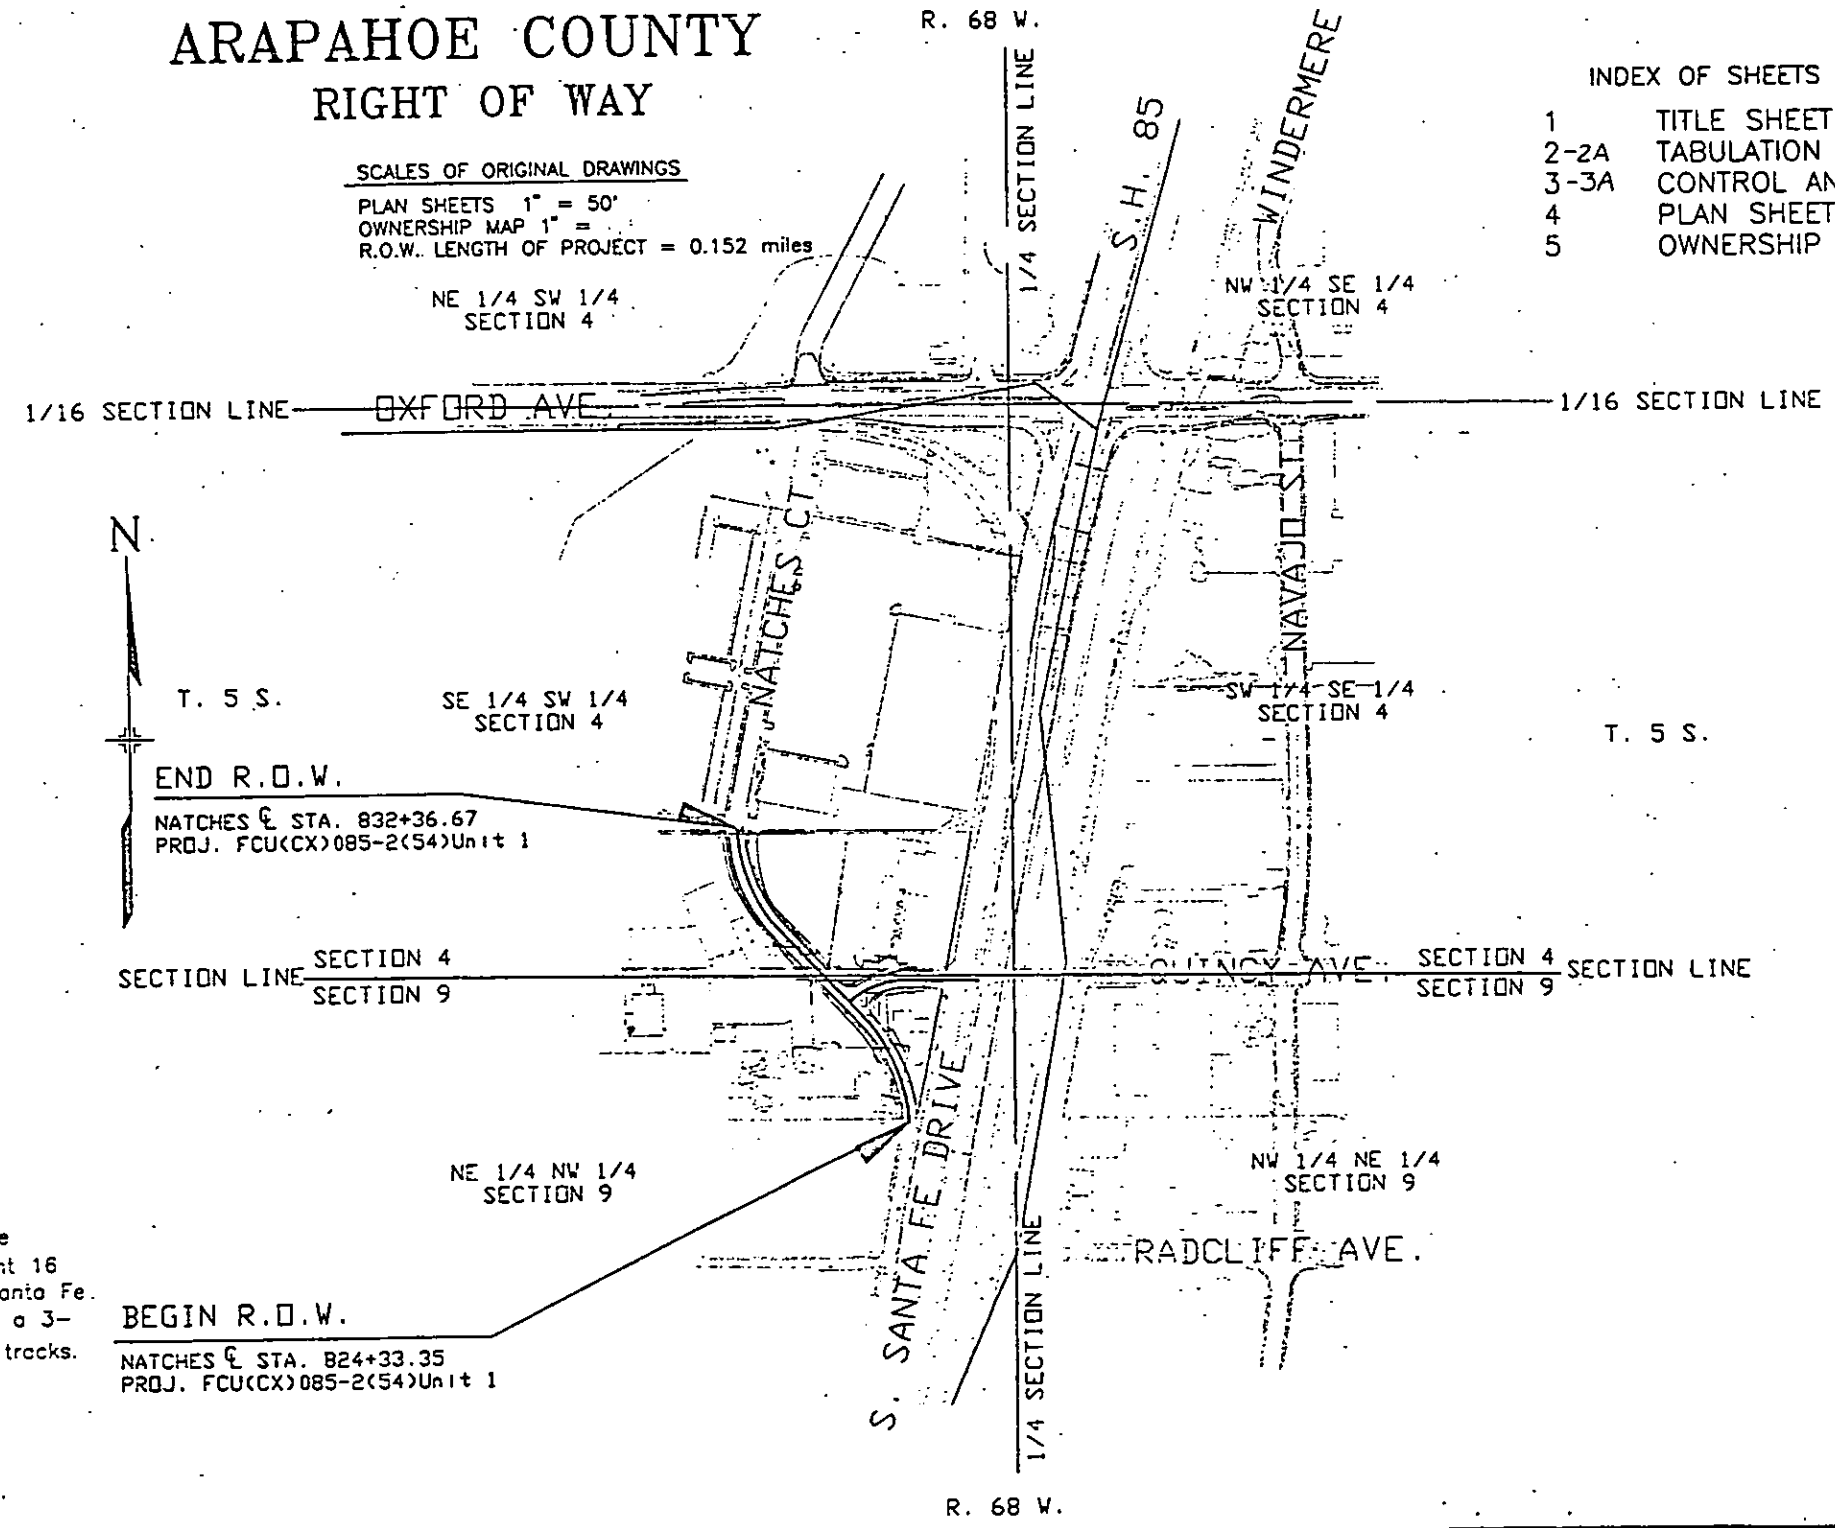 ARAPAHOE COUNTY
RIGHT OF WAY
SCALES OF ORIGINAL DRAWINGS
PLAN SHEETS 1" = 50'
OWNERSHIP MAP 1" =
R.O.W. LENGTH OF PROJECT = 0.152 miles
R. 68 W.
1/4 SECTION LINE
S.H. 85
WINDERMERE
INDEX OF SHEETS
1 TITLE SHEET
2-2A TABULATION
3-3A CONTROL AN
4 PLAN SHEET
5 OWNERSHIP
NE 1/4 SW 1/4
SECTION 4
NW 1/4 SE 1/4
SECTION 4
1/16 SECTION LINE
OXFORD AVE.
1/16 SECTION LINE
N
NATCHES CT.
NAVAJO ST.
T. 5 S.
SE 1/4 SW 1/4
SECTION 4
SW 1/4 SE 1/4
SECTION 4
T. 5 S.
END R.O.W.
NATCHES ℄ STA. 832+36.67
PROJ. FCU(CX)085-2(54)Unit 1
SECTION LINE
SECTION 4
SECTION 9
QUINCY AVE.
SECTION 4
SECTION 9
SECTION LINE
NE 1/4 NW 1/4
SECTION 9
S. SANTA FE DRIVE
NW 1/4 NE 1/4
SECTION 9
RADCLIFF AVE.
1/4 SECTION LINE
e
nt 16
anta Fe.
a 3-
tracks.
BEGIN R.O.W.
NATCHES ℄ STA. 824+33.35
PROJ. FCU(CX)085-2(54)Unit 1
R. 68 W.